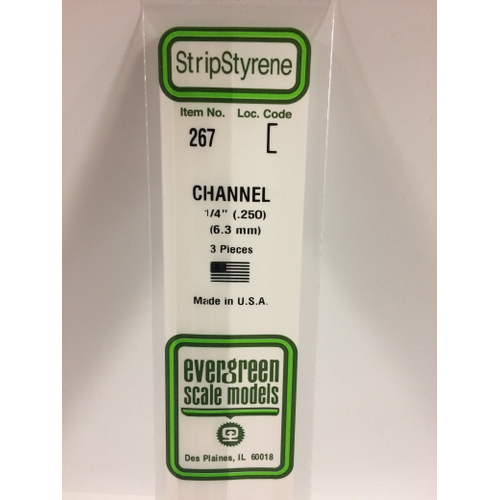 StripStyrene
Item No. Loc. Code
267 [
CHANNEL
1/4" (.250)
(6.3 mm)
3 Pieces
Made in U.S.A.
evergreen
scale models
Des Plaines, IL 60018